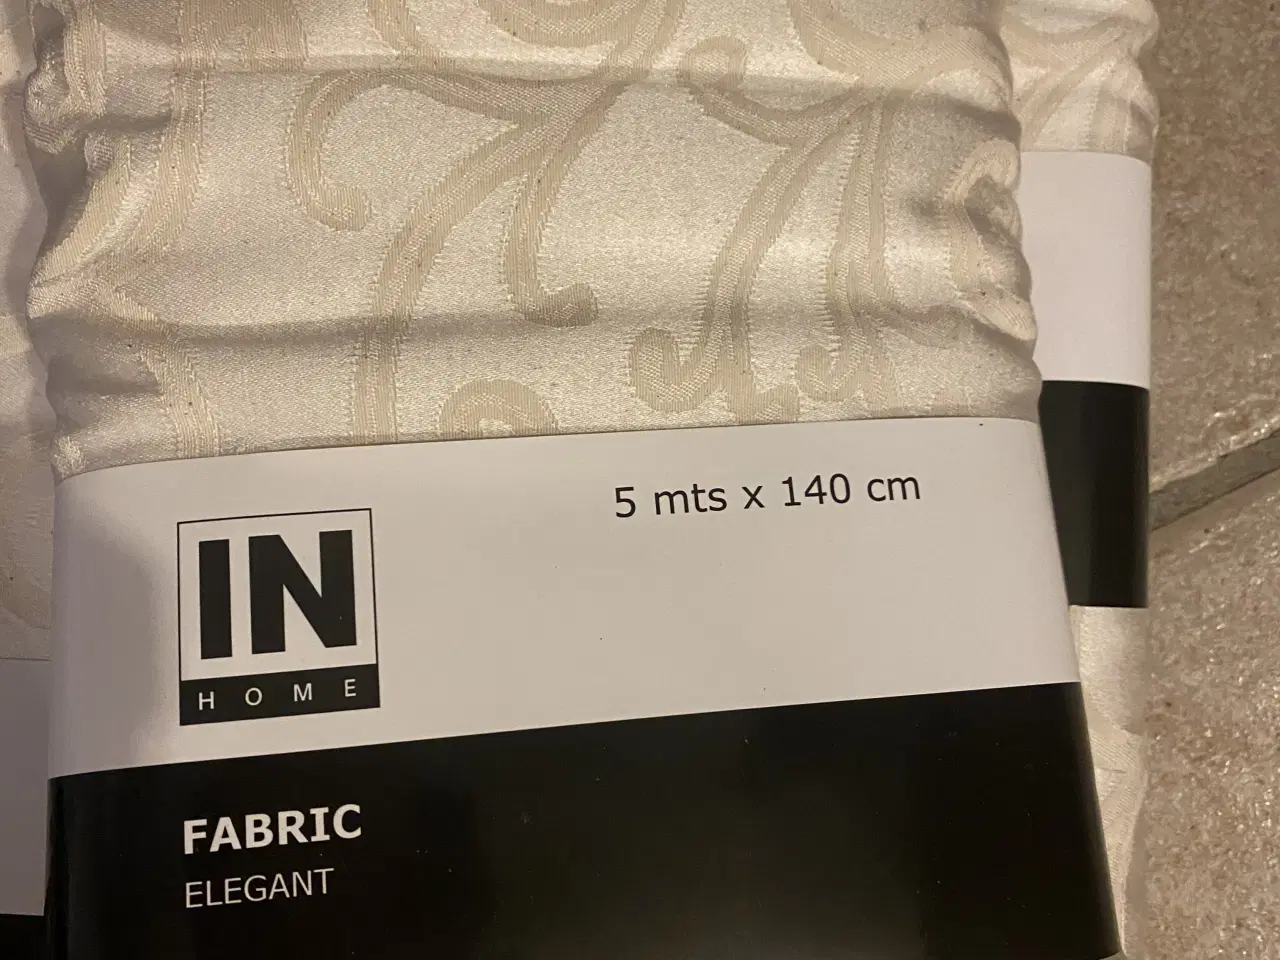 5 mts x 140 cm
IN
HOME
FABRIC
ELEGANT